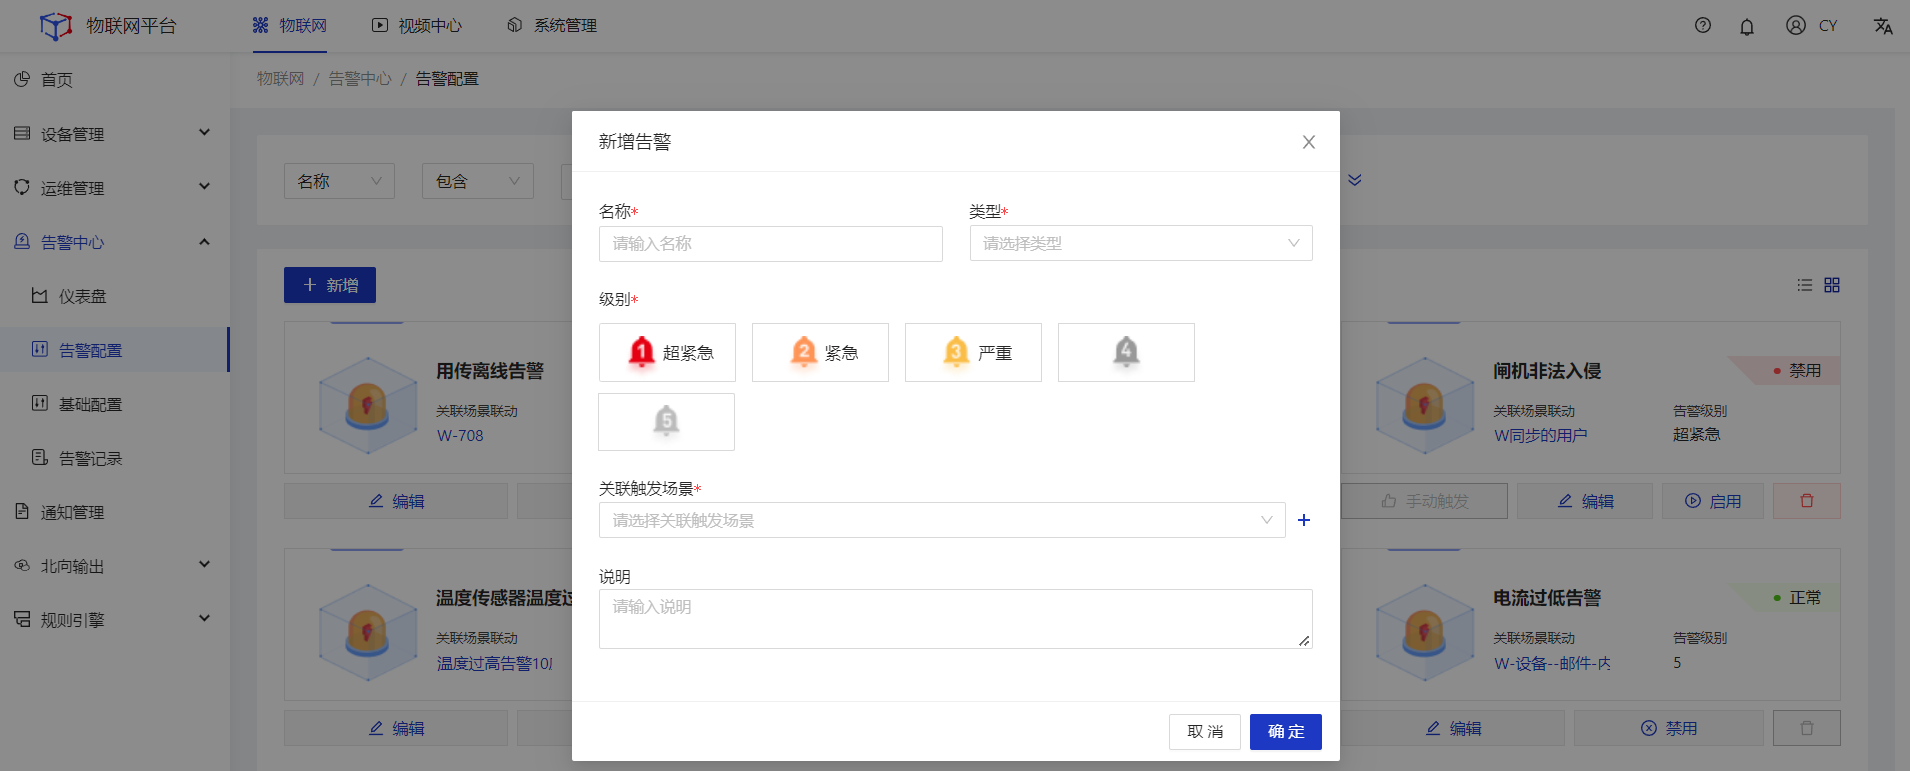 物联网平台
物联网
视频中心
系统管理
CY
首页
设备管理
运维管理
告警中心
仪表盘
告警配置
基础配置
告警记录
通知管理
北向输出
规则引擎
物联网 / 告警中心 / 告警配置
名称
包含
新增
用传离线告警
关联场景联动
W-708
编辑
温度传感器温度过
关联场景联动
温度过高告警10
编辑
新增告警
名称*
请输入名称
类型*
请选择类型
级别*
1 超紧急
2 紧急
3 严重
4
5
关联触发场景*
请选择关联触发场景
说明
请输入说明
取消
确定
闸机非法入侵
禁用
关联场景联动
告警级别
W同步的用户
超紧急
手动触发
编辑
启用
电流过低告警
正常
关联场景联动
告警级别
W-设备--邮件-内
5
编辑
禁用